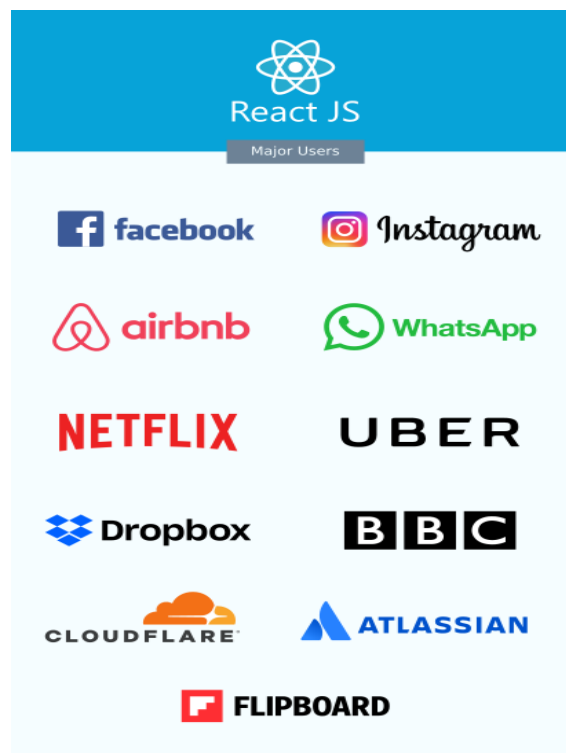 React JS
Major Users
facebook
Instagram
airbnb
WhatsApp
NETFLIX
UBER
Dropbox
BBC
CLOUDFLARE
ATLASSIAN
FLIPBOARD